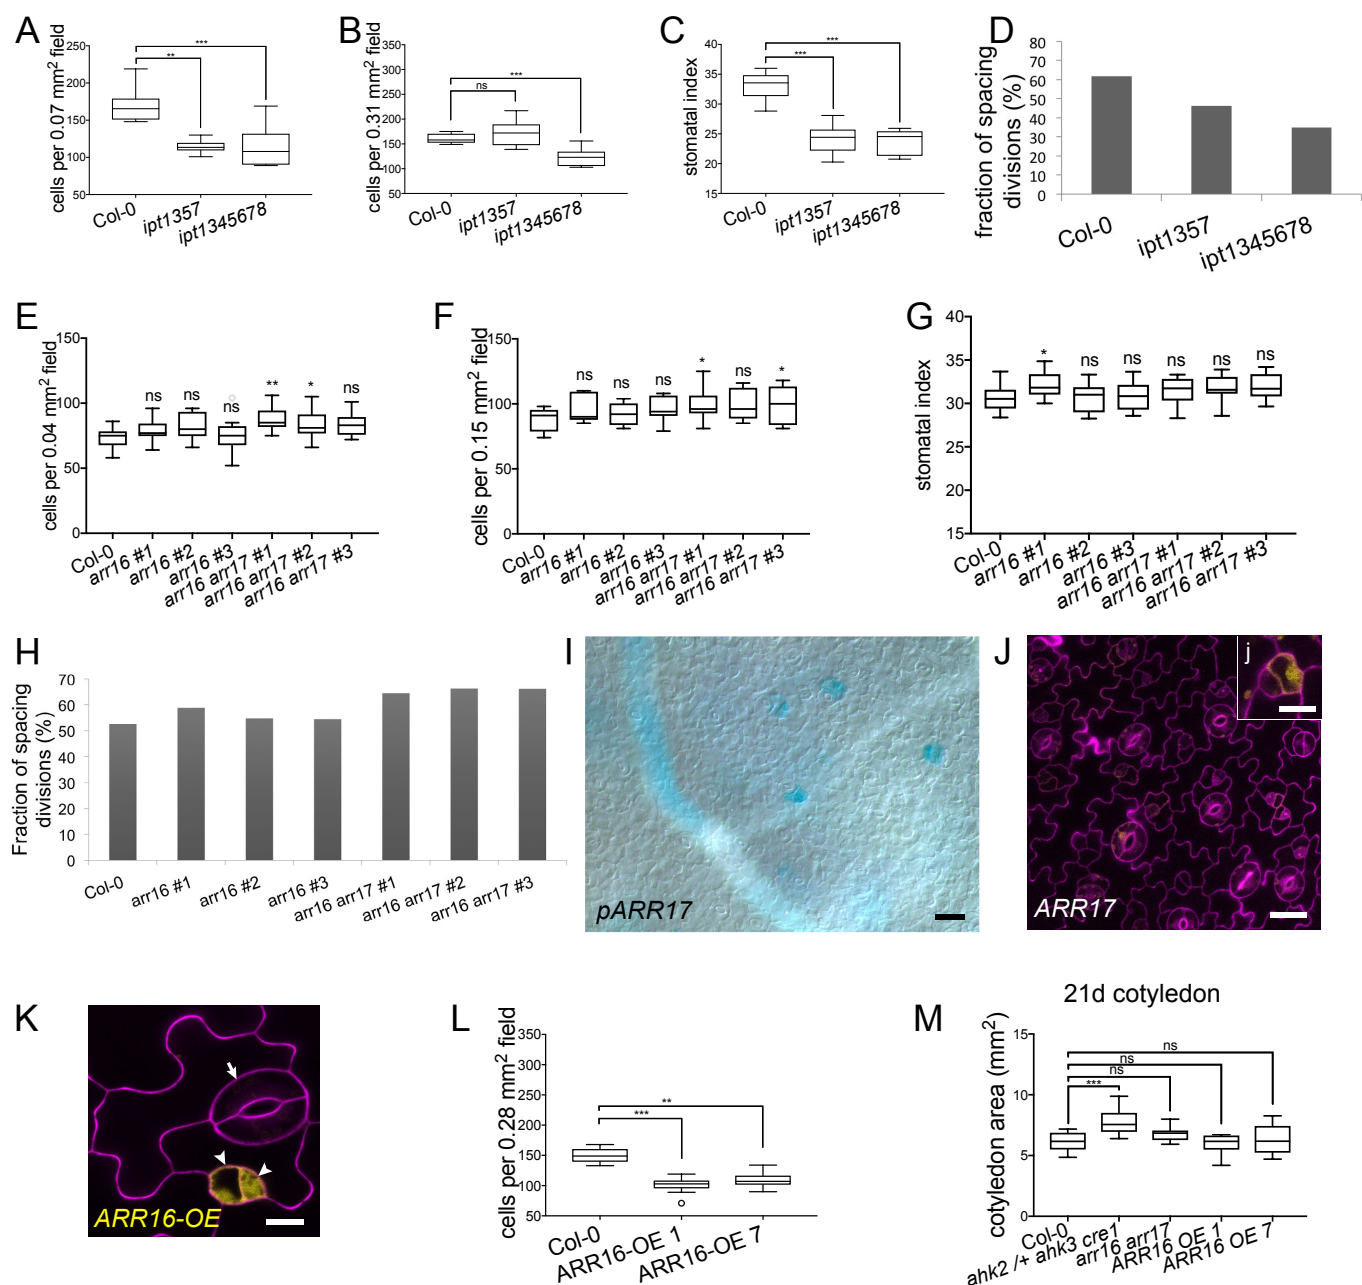 A
cells per 0.07 mm² field
250
200
150
100
50
***
**
Col-0
ipt1357
ipt1345678
B
cells per 0.31 mm² field
350
300
250
200
150
100
50
***
ns
Col-0
ipt1357
ipt1345678
C
stomatal index
40
35
30
25
20
15
***
***
Col-0
ipt1357
ipt1345678
D
fraction of spacing
divisions (%)
80
70
60
50
40
30
20
10
0
Col-0
ipt1357
ipt1345678
E
cells per 0.04 mm² field
150
100
50
0
ns
ns
ns
**
*
ns
Col-0
arr16 #1
arr16 #2
arr16 #3
arr16 arr17 #1
arr16 arr17 #2
arr16 arr17 #3
F
cells per 0.15 mm² field
150
100
50
0
ns
ns
ns
*
ns
*
Col-0
arr16 #1
arr16 #2
arr16 #3
arr16 arr17 #1
arr16 arr17 #2
arr16 arr17 #3
G
stomatal index
40
35
30
25
20
15
*
ns
ns
ns
ns
ns
Col-0
arr16 #1
arr16 #2
arr16 #3
arr16 arr17 #1
arr16 arr17 #2
arr16 arr17 #3
H
Fraction of spacing
divisions (%)
70
60
50
40
30
20
10
0
Col-0
arr16 #1
arr16 #2
arr16 #3
arr16 arr17 #1
arr16 arr17 #2
arr16 arr17 #3
I
pARR17
J
j
ARR17
K
ARR16-OE
L
cells per 0.28 mm² field
350
300
250
200
150
100
50
**
***
Col-0
ARR16-OE 1
ARR16-OE 7
M
21d cotyledon
cotyledon area (mm²)
15
10
5
0
ns
ns
ns
***
Col-0
ahk2 /+ ahk3 cre1
arr16 arr17
ARR16 OE 1
ARR16 OE 7